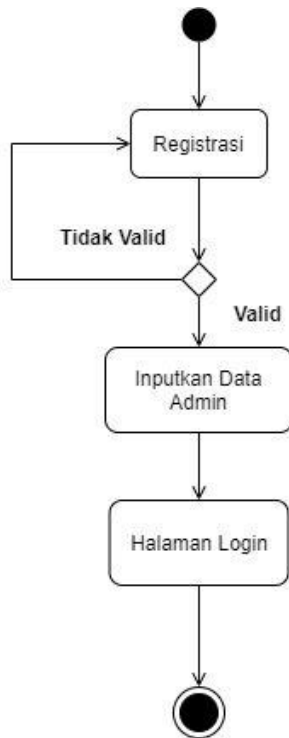 Registrasi
Tidak Valid
Valid
Inputkan Data
Admin
Halaman Login